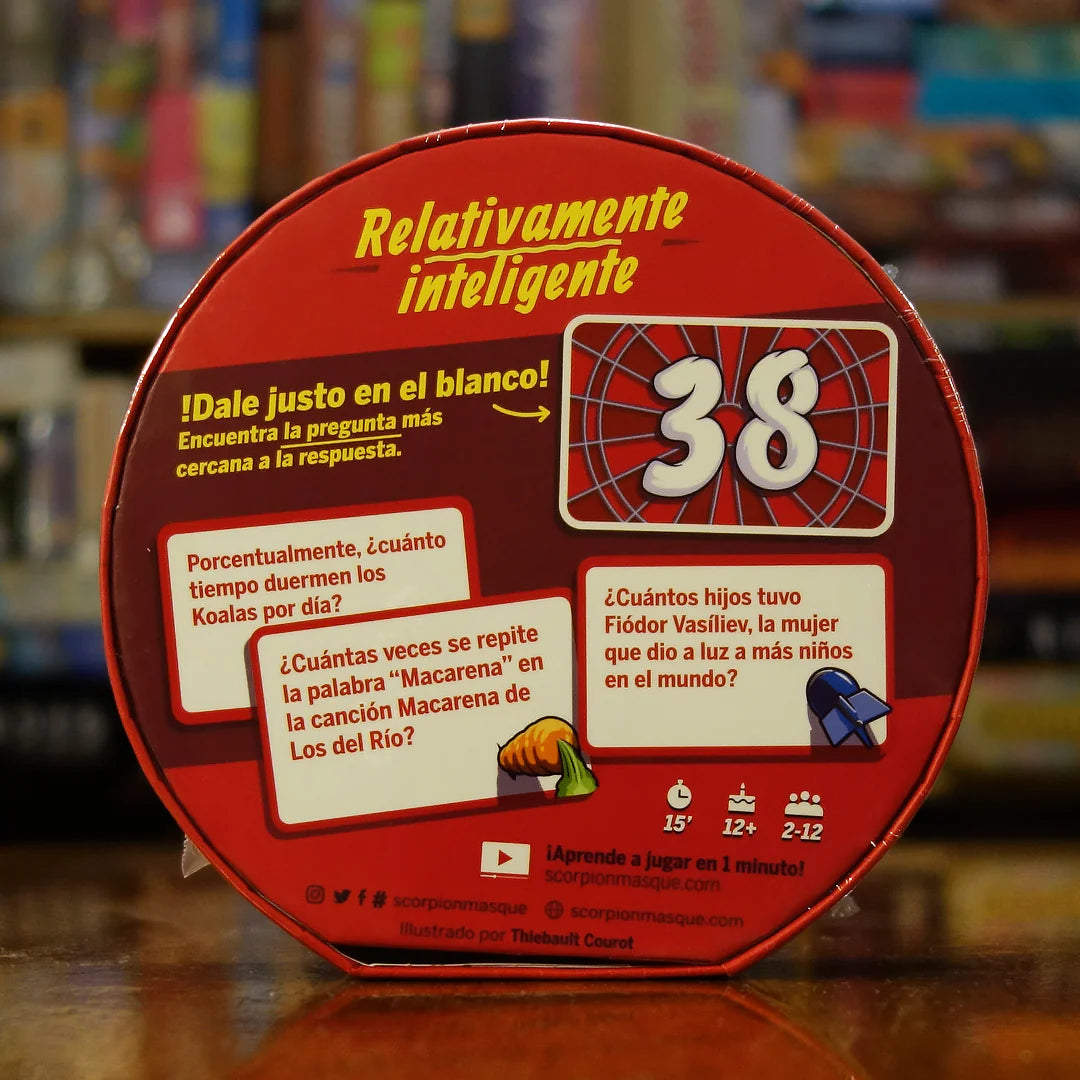 Relativamente
inteligente
!Dale justo en el blanco!
Encuentra la pregunta más
cercana a la respuesta.
38
Porcentualmente, ¿cuánto
tiempo duermen los
Koalas por día?
¿Cuántas veces se repite
la palabra “Macarena” en
la canción Macarena de
Los del Río?
¿Cuántos hijos tuvo
Fiódor Vasíliev, la mujer
que dio a luz a más niños
en el mundo?
15’ 12+ 2-12
¡Aprende a jugar en 1 minuto!
scorpionmasque.com
# scorpionmasque scorpionmasque.com
Illustrado por Thiebault Courot